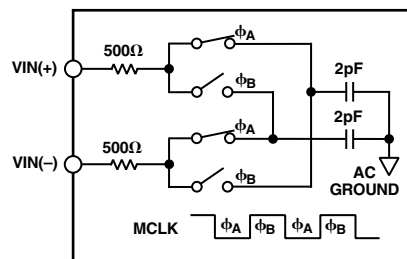 500Ω
VIN(+)
ϕA
ϕB
2pF
500Ω
VIN(–)
ϕA
ϕB
2pF
AC
GROUND
MCLK
ϕA ϕB ϕA ϕB